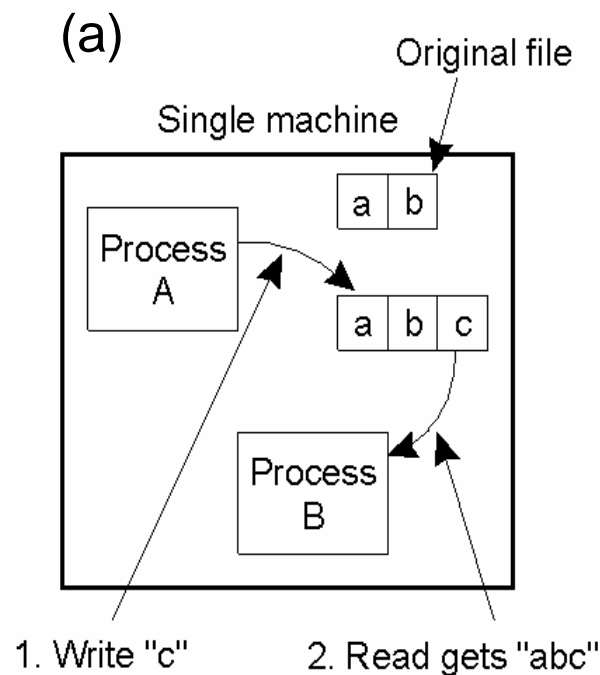 (a)
Original file
Single machine
a b
Process
A
a b c
Process
B
1. Write "c"
2. Read gets "abc"